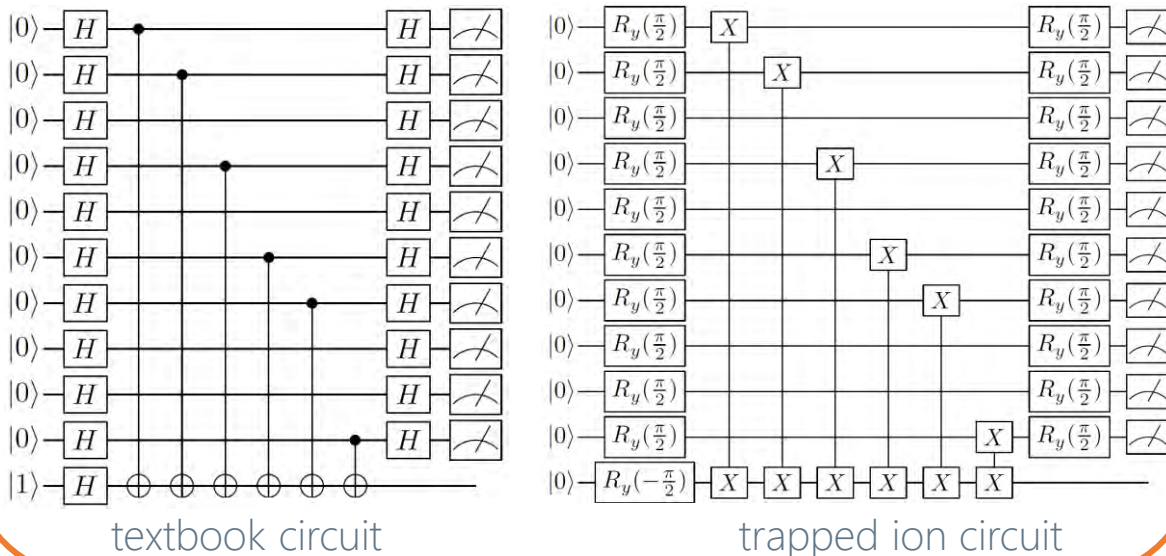 |0⟩ H H
|0⟩ H H
|0⟩ H H
|0⟩ H H
|0⟩ H H
|0⟩ H H
|0⟩ H H
|0⟩ H H
|0⟩ H H
|0⟩ H H
|1⟩ H
textbook circuit
|0⟩ R_y(π/2) X R_y(π/2)
|0⟩ R_y(π/2) X R_y(π/2)
|0⟩ R_y(π/2) R_y(π/2)
|0⟩ R_y(π/2) X R_y(π/2)
|0⟩ R_y(π/2) R_y(π/2)
|0⟩ R_y(π/2) X R_y(π/2)
|0⟩ R_y(π/2) X R_y(π/2)
|0⟩ R_y(π/2) R_y(π/2)
|0⟩ R_y(π/2) R_y(π/2)
|0⟩ R_y(π/2) X R_y(π/2)
|0⟩ R_y(-π/2) X X X X X X
trapped ion circuit